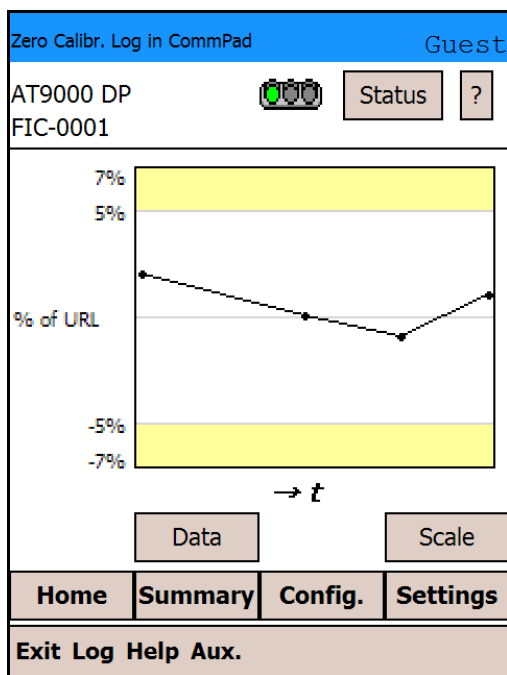 Zero Calibr. Log in CommPad Guest
AT9000 DP Status ?
FIC-0001
7%
5%
% of URL
-5%
-7%
→ t
Data Scale
Home Summary Config. Settings
Exit Log Help Aux.